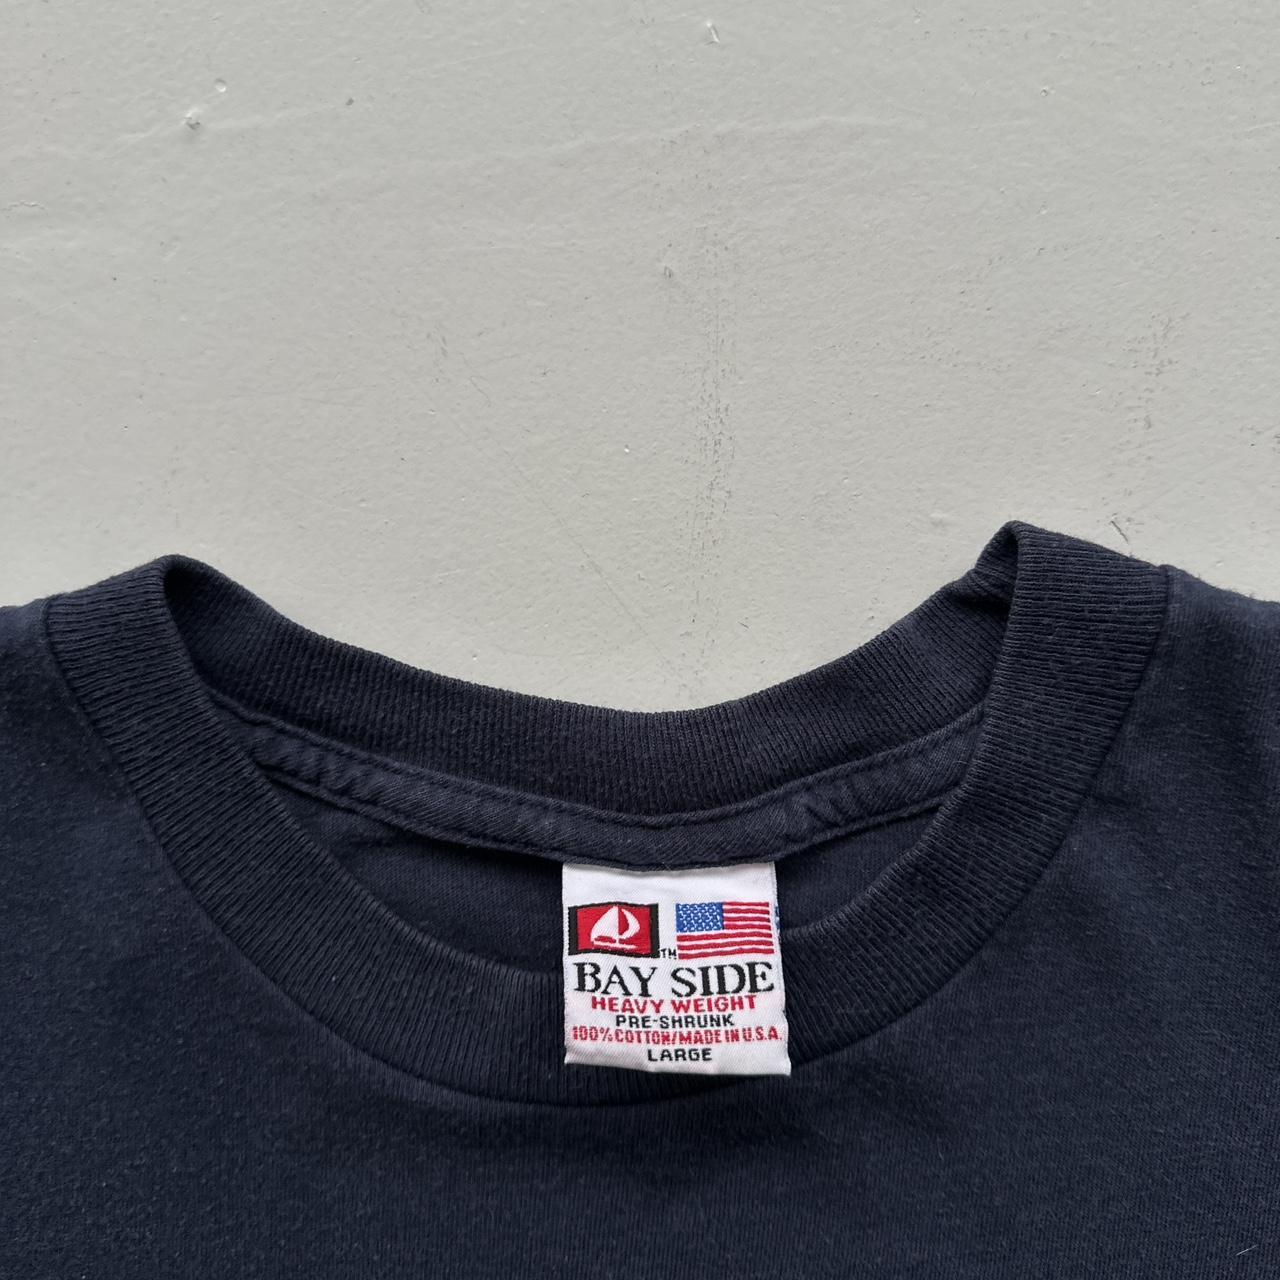 TM
BAY SIDE
HEAVY WEIGHT
PRE-SHRUNK
100%COTTON/MADE IN U.S.A.
LARGE